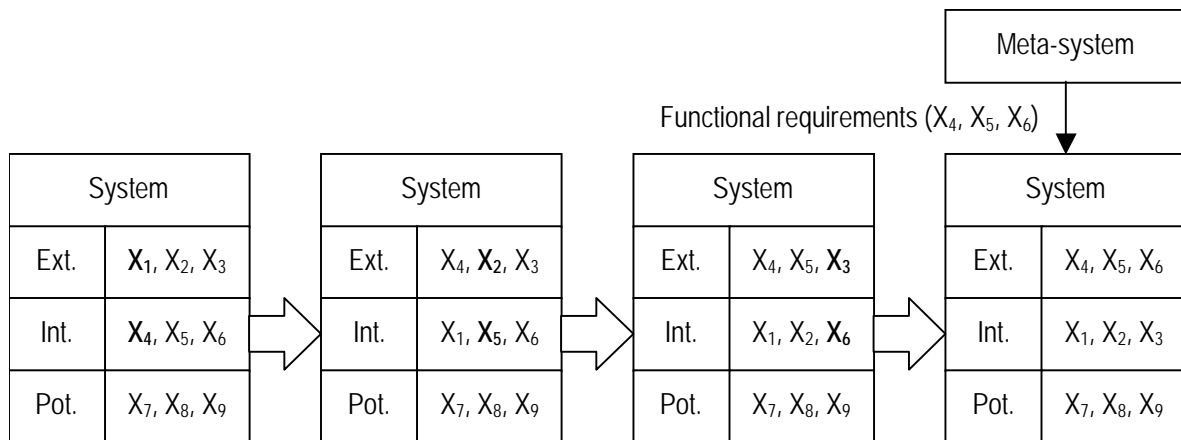 Meta-system
Functional requirements (X₄, X₅, X₆)
System
Ext. X₁, X₂, X₃
Int. X₄, X₅, X₆
Pot. X₇, X₈, X₉
System
Ext. X₄, X₂, X₃
Int. X₁, X₅, X₆
Pot. X₇, X₈, X₉
System
Ext. X₄, X₅, X₃
Int. X₁, X₂, X₆
Pot. X₇, X₈, X₉
System
Ext. X₄, X₅, X₆
Int. X₁, X₂, X₃
Pot. X₇, X₈, X₉